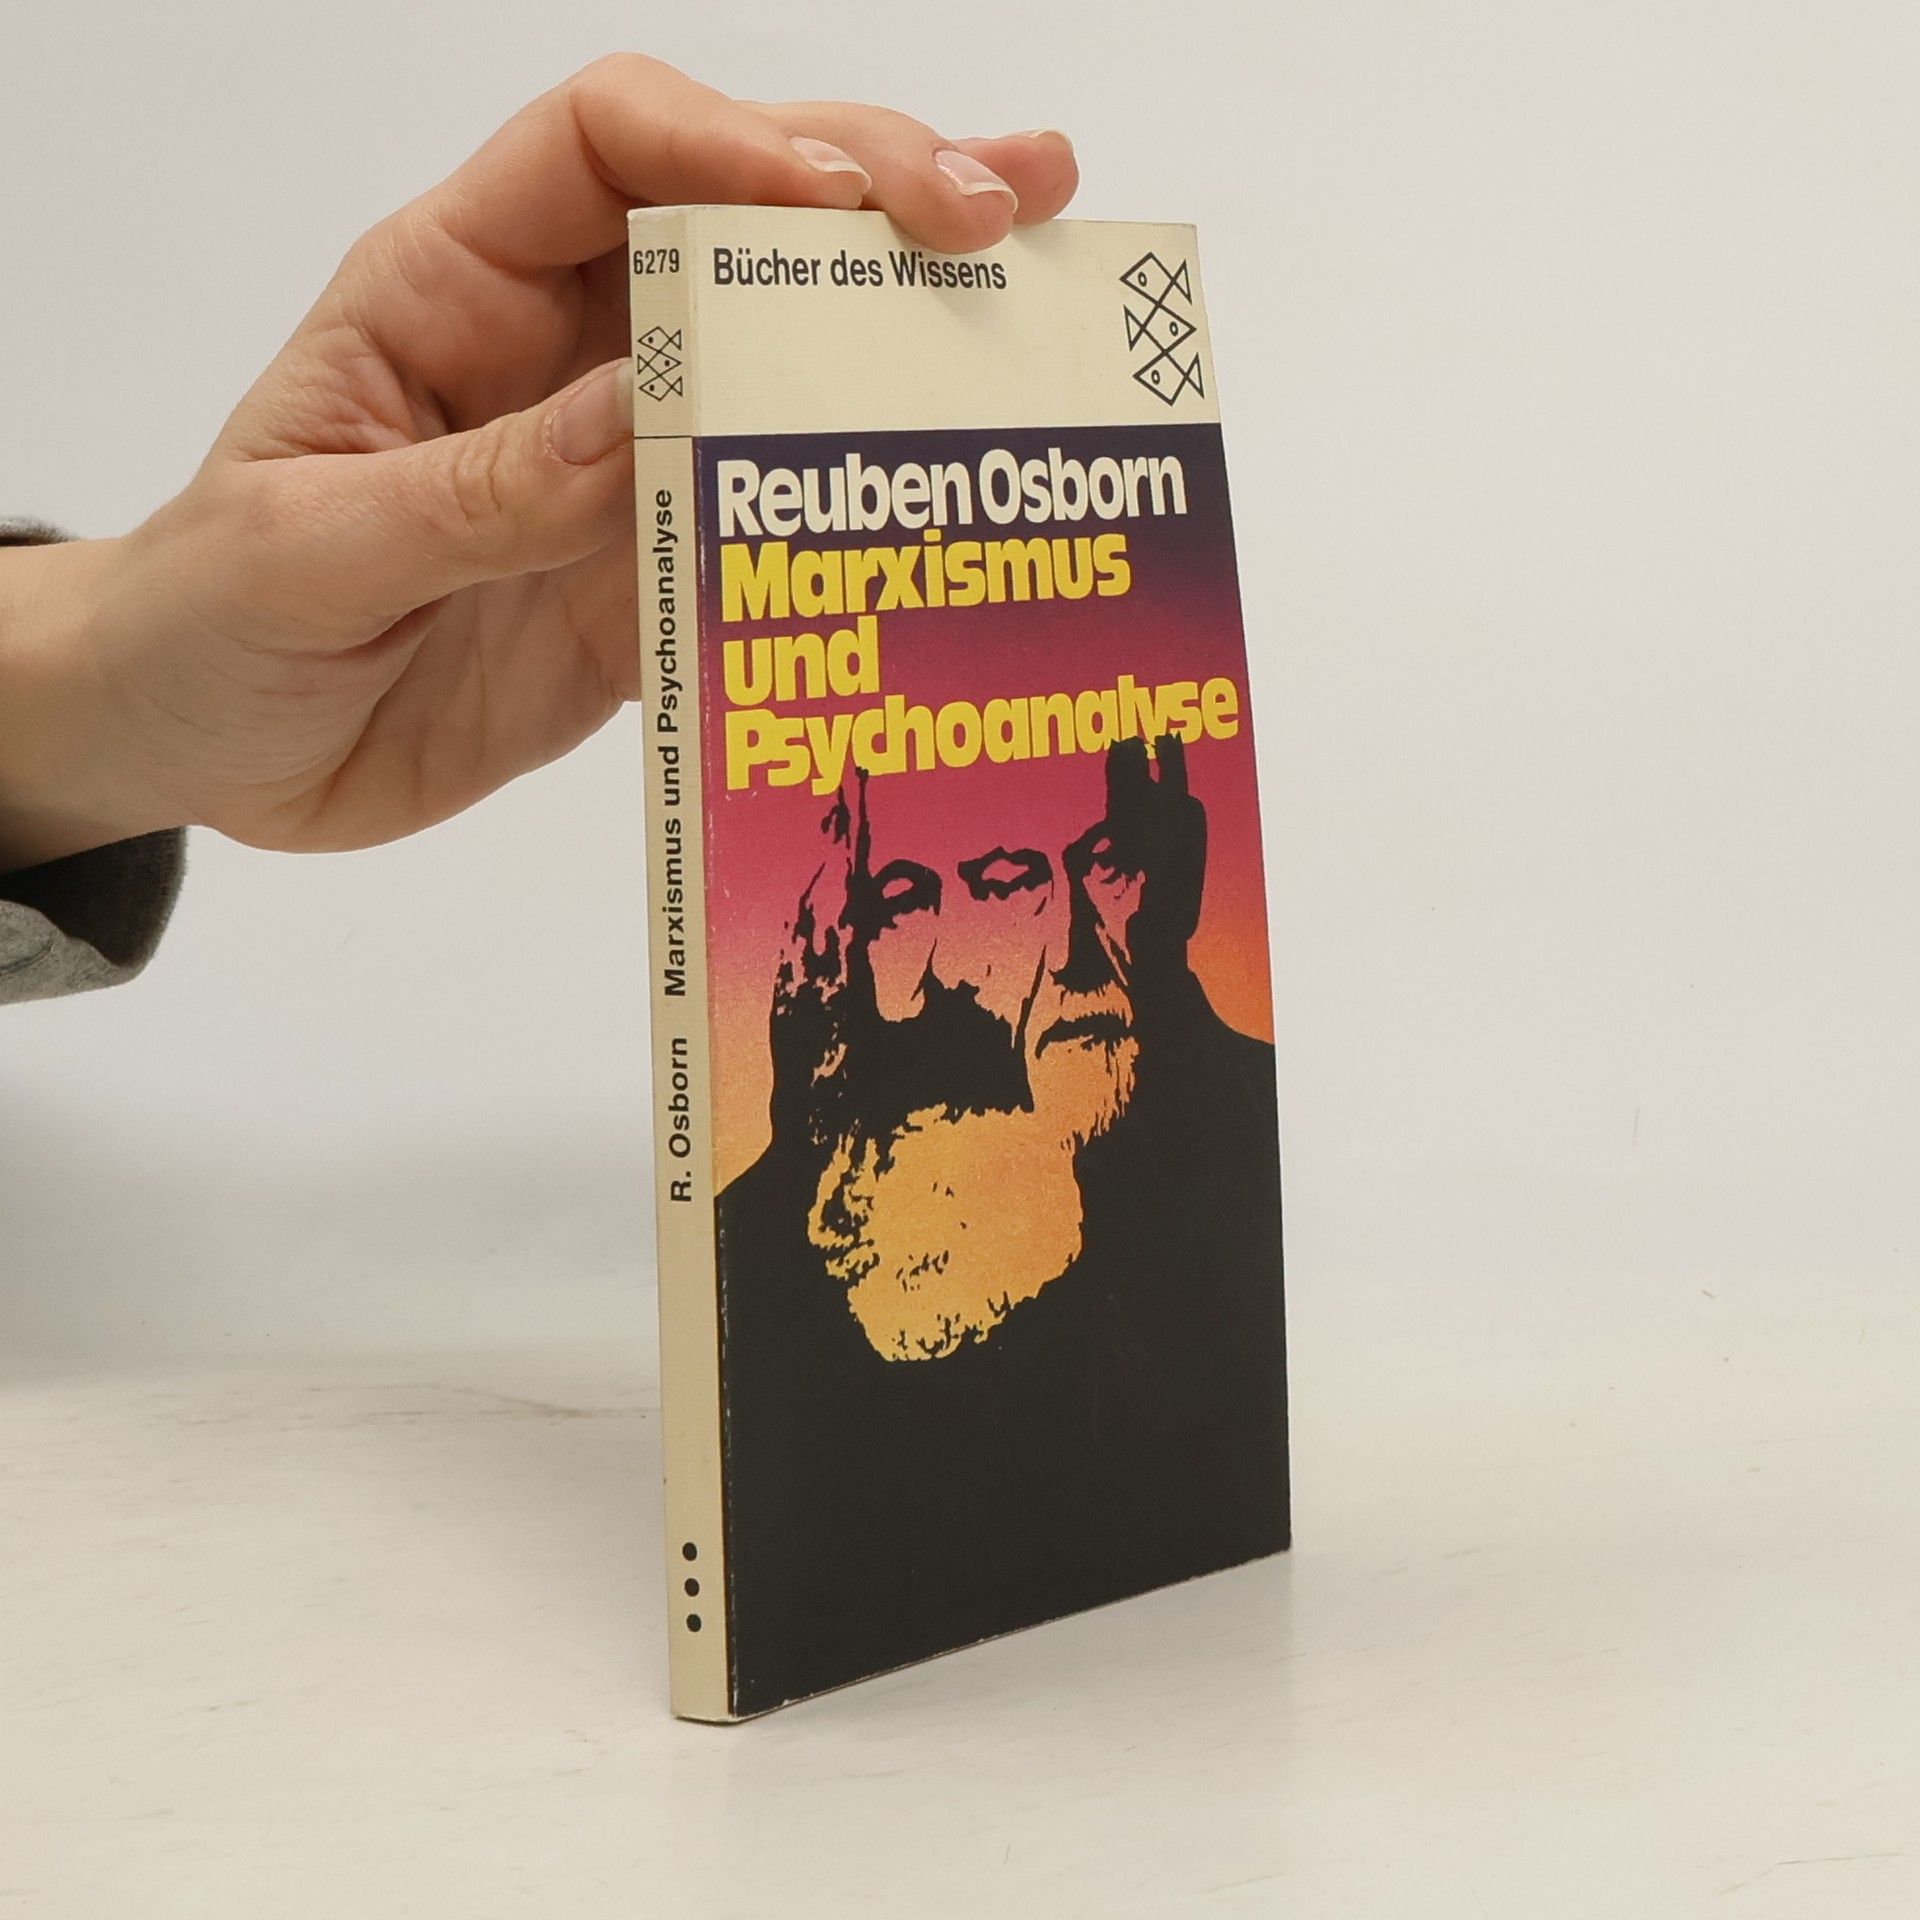 6279
Bücher des Wissens
Reuben Osborn
Marxismus
und
Psychoanalyse
R. Osborn Marxismus und Psychoanalyse